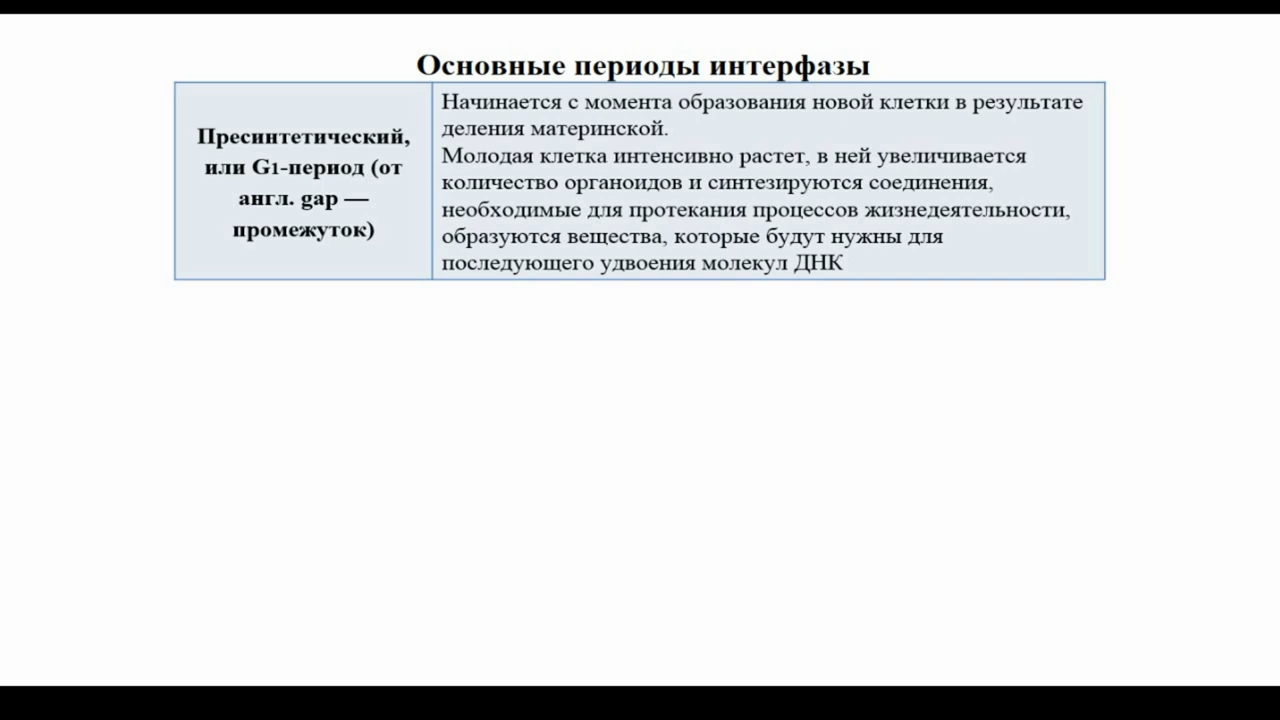 Основные периоды интерфазы
Пресинтетический,
или G1-период (от
англ. gap —
промежуток)
Начинается с момента образования новой клетки в результате
деления материнской.
Молодая клетка интенсивно растет, в ней увеличивается
количество органоидов и синтезируются соединения,
необходимые для протекания процессов жизнедеятельности,
образуются вещества, которые будут нужны для
последующего удвоения молекул ДНК